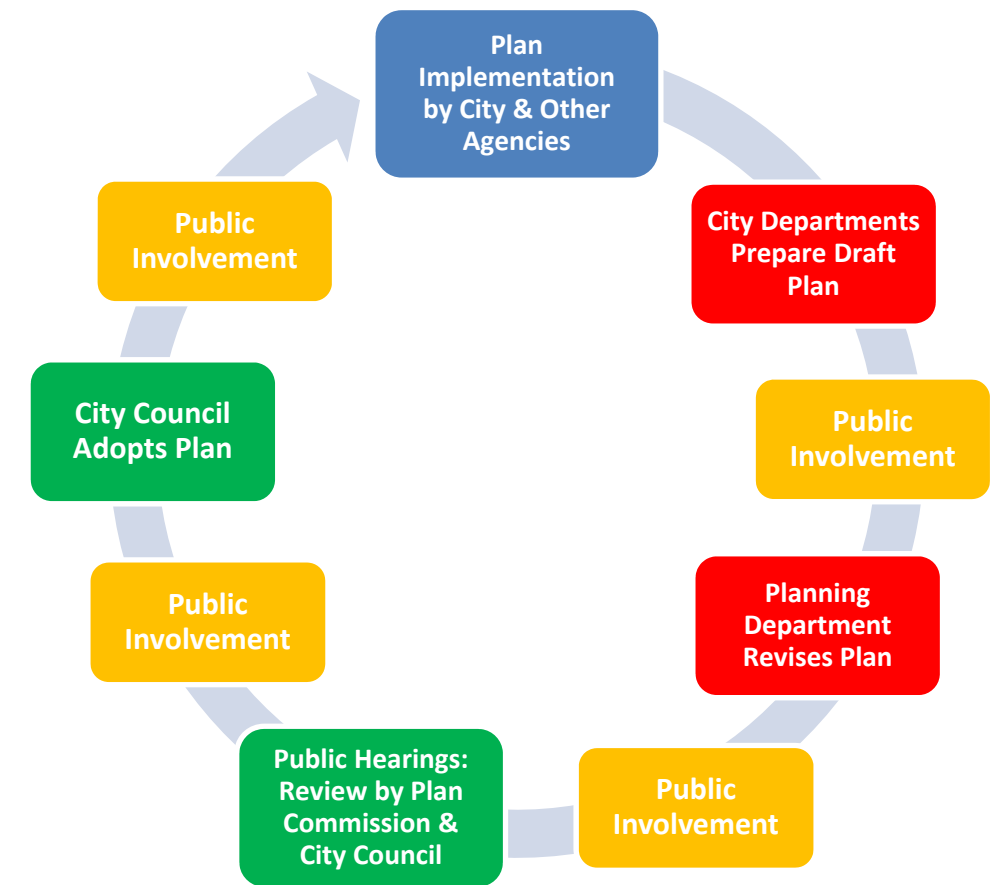 Plan
Implementation
by City & Other
Agencies
City Departments
Prepare Draft
Plan
Public
Involvement
Planning
Department
Revises Plan
Public
Involvement
Public Hearings:
Review by Plan
Commission &
City Council
Public
Involvement
City Council
Adopts Plan
Public
Involvement